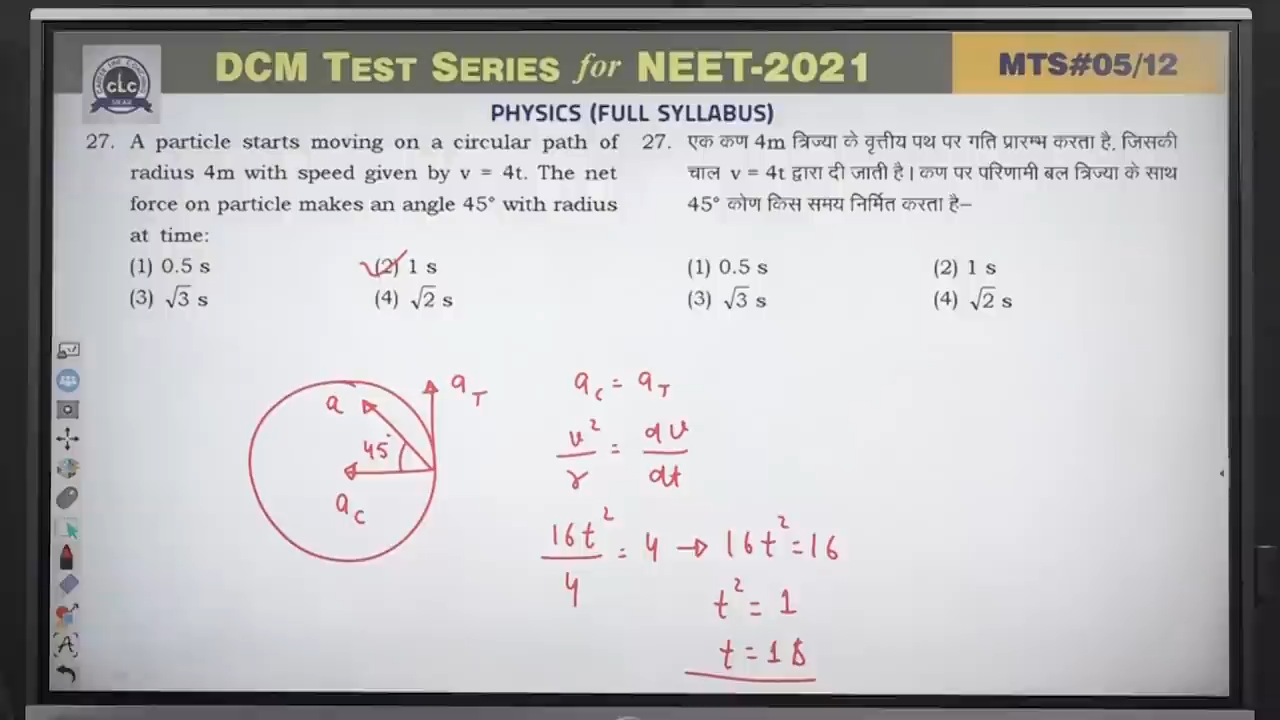 DCM TEST SERIES for NEET-2021
MTS#05/12
CLC
SIKAR
PHYSICS (FULL SYLLABUS)
27. A particle starts moving on a circular path of
radius 4m with speed given by v = 4t. The net
force on particle makes an angle 45° with radius
at time:
(1) 0.5 s (2) 1 s
(3) √3 s (4) √2 s
27. एक कण 4m त्रिज्या के वृत्तीय पथ पर गति प्रारम्भ करता है, जिसकी
चाल v = 4t द्वारा दी जाती है। कण पर परिणामी बल त्रिज्या के साथ
45° कोण किस समय निर्मित करता है–
(1) 0.5 s (2) 1 s
(3) √3 s (4) √2 s
a
a_T
45°
a_C
a_c = a_T
v²/r = dv/dt
16t²/4 = 4 → 16t² = 16
t² = 1
t = 1 s